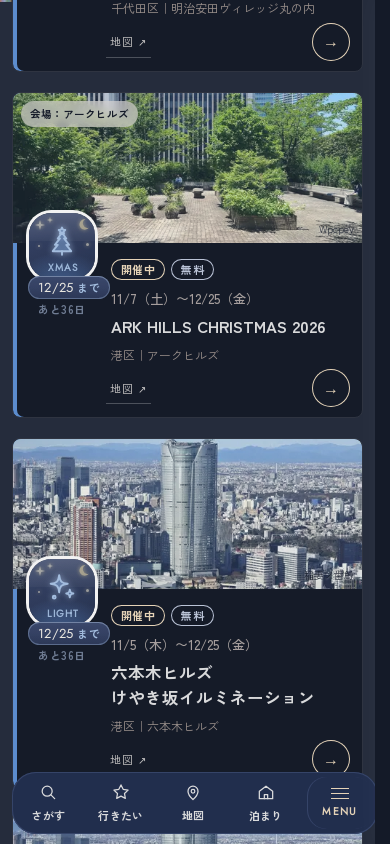 千代田区｜明治安田ヴィレッジ丸の内
地図 ↗
→
会場：アークヒルズ
XMAS
12/25 まで
あと36日
開催中
無料
11/7（土）〜12/25（金）
ARK HILLS CHRISTMAS 2026
港区｜アークヒルズ
地図 ↗
→
LIGHT
12/25 まで
あと36日
開催中
無料
11/5（木）〜12/25（金）
六本木ヒルズ
けやき坂イルミネーション
港区｜六本木ヒルズ
地図 ↗
→
さがす
行きたい
地図
泊まり
MENU